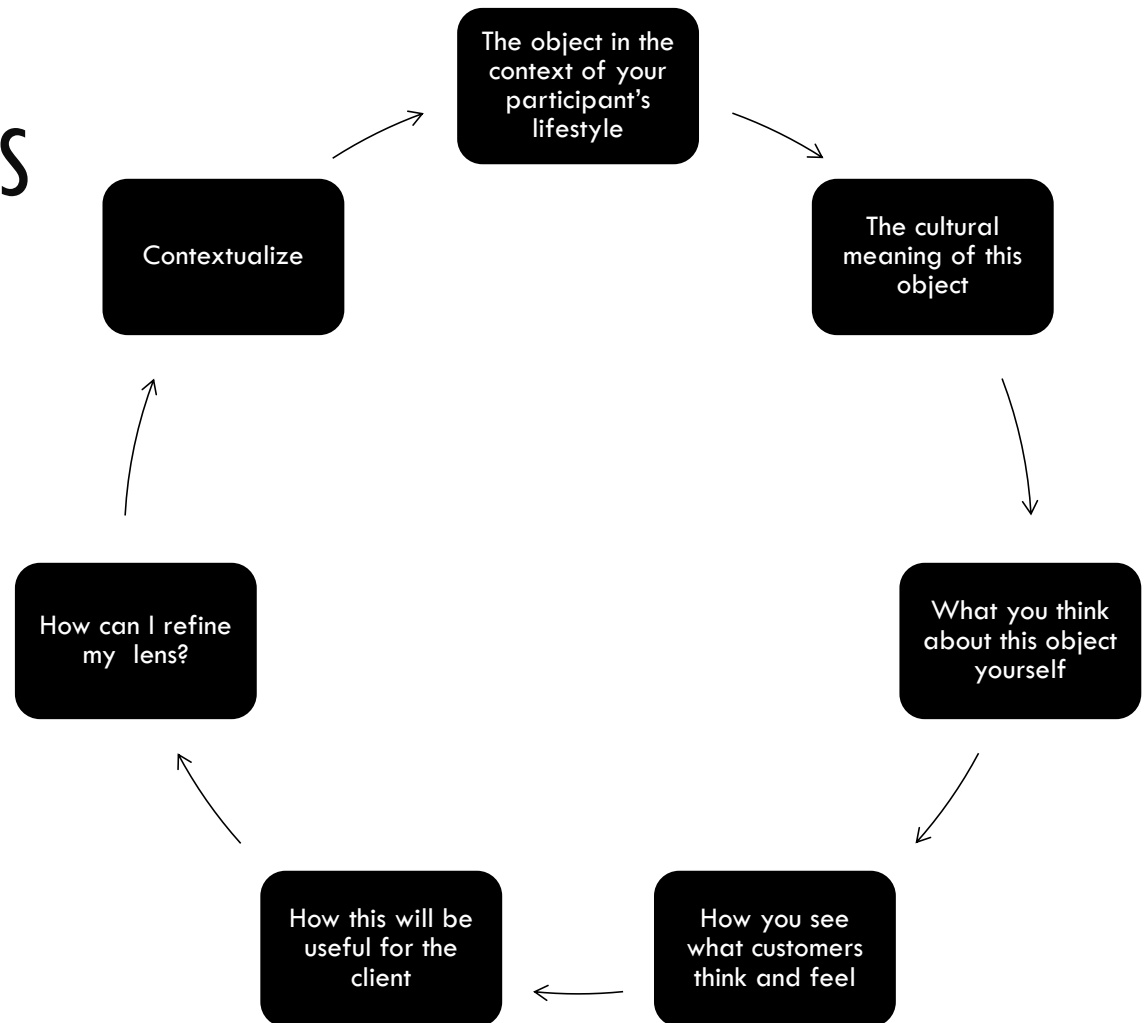 S
The object in the
context of your
participant’s
lifestyle
The cultural
meaning of this
object
What you think
about this object
yourself
How you see
what customers
think and feel
How this will be
useful for the
client
How can I refine
my  lens?
Contextualize